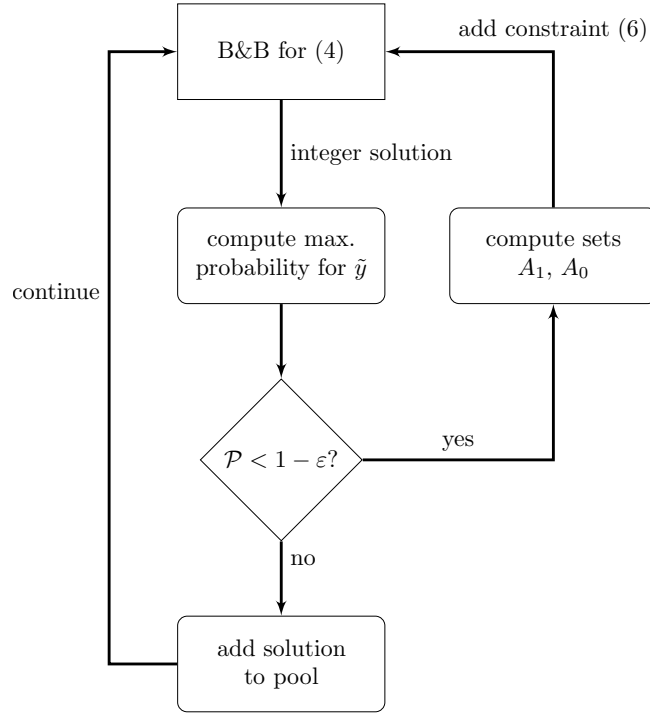 add constraint (6)
B&B for (4)
integer solution
compute max.
probability for ỹ
compute sets
A₁, A₀
continue
𝒫 < 1 − ε?
yes
no
add solution
to pool